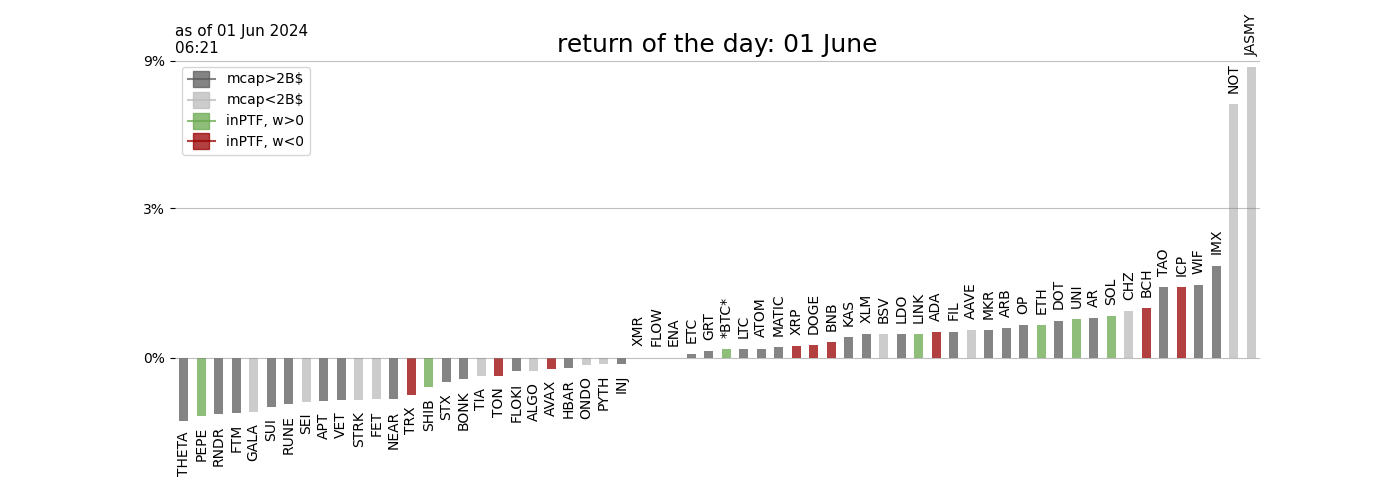 as of 01 Jun 2024
06:21
return of the day: 01 June
9%
3%
0%
mcap>2B$
mcap<2B$
inPTF, w>0
inPTF, w<0
THETA
PEPE
RNDR
FTM
GALA
SUI
RUNE
SEI
APT
VET
STRK
FET
NEAR
TRX
SHIB
STX
BONK
TIA
TON
FLOKI
ALGO
AVAX
HBAR
ONDO
PYTH
INJ
XMR
FLOW
ENA
ETC
GRT
*BTC*
LTC
ATOM
MATIC
XRP
DOGE
BNB
KAS
XLM
BSV
LDO
LINK
ADA
FIL
AAVE
MKR
ARB
OP
ETH
DOT
UNI
AR
SOL
CHZ
BCH
TAO
ICP
WIF
IMX
NOT
JASMY